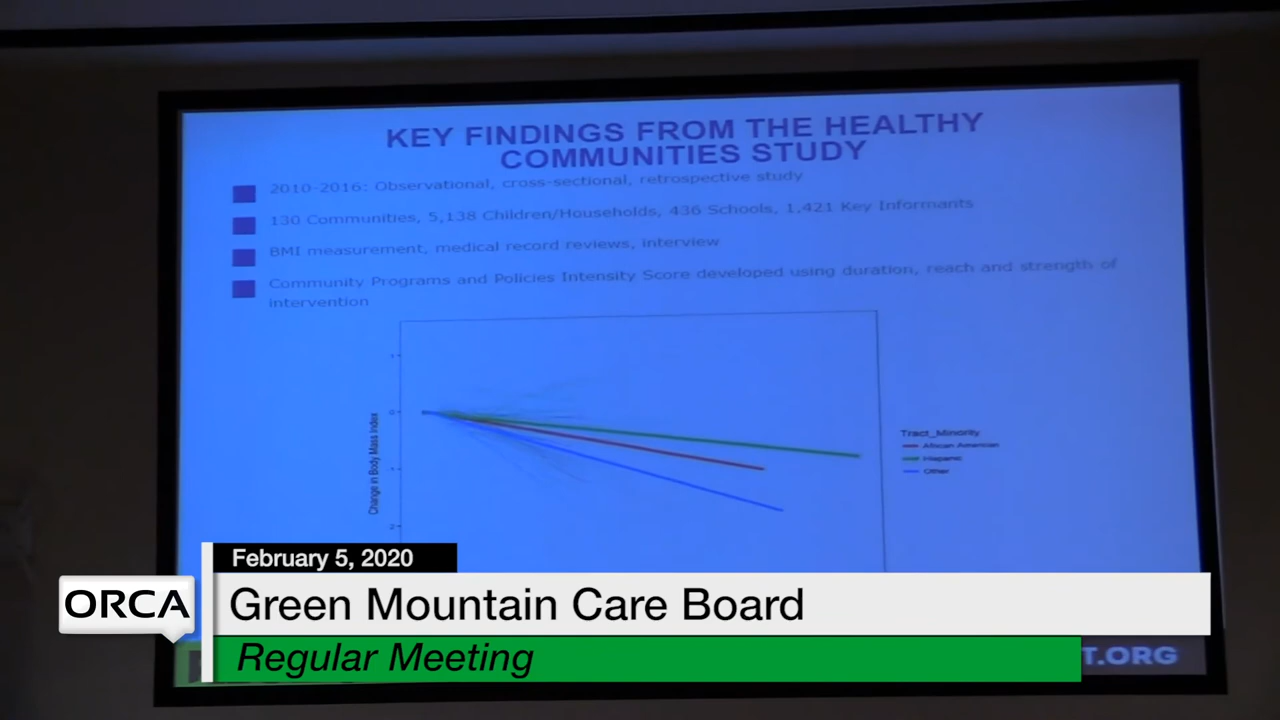 KEY FINDINGS FROM THE HEALTHY
COMMUNITIES STUDY
2010-2016: Observational, cross-sectional, retrospective study
130 Communities, 5,138 Children/Households, 436 Schools, 1,421 Key Informants
BMI measurement, medical record reviews, interview
Community Programs and Policies Intensity Score developed using duration, reach and strength of
intervention
1
0
Change in Body Mass Index
Tract_Minority
African American
Hispanic
Other
February 5, 2020
ORCA
Green Mountain Care Board
Regular Meeting
T.ORG